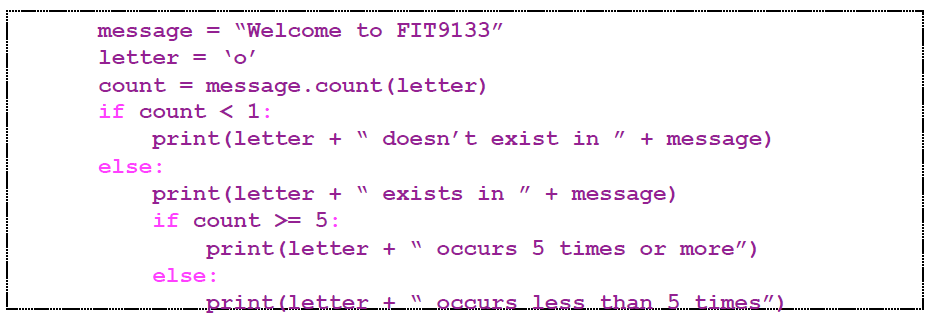 message = “Welcome to FIT9133”
letter = ‘o’
count = message.count(letter)
if count < 1:
    print(letter + “ doesn’t exist in ” + message)
else:
    print(letter + “ exists in ” + message)
    if count >= 5:
        print(letter + “ occurs 5 times or more”)
    else:
        print(letter + “ occurs less than 5 times”)